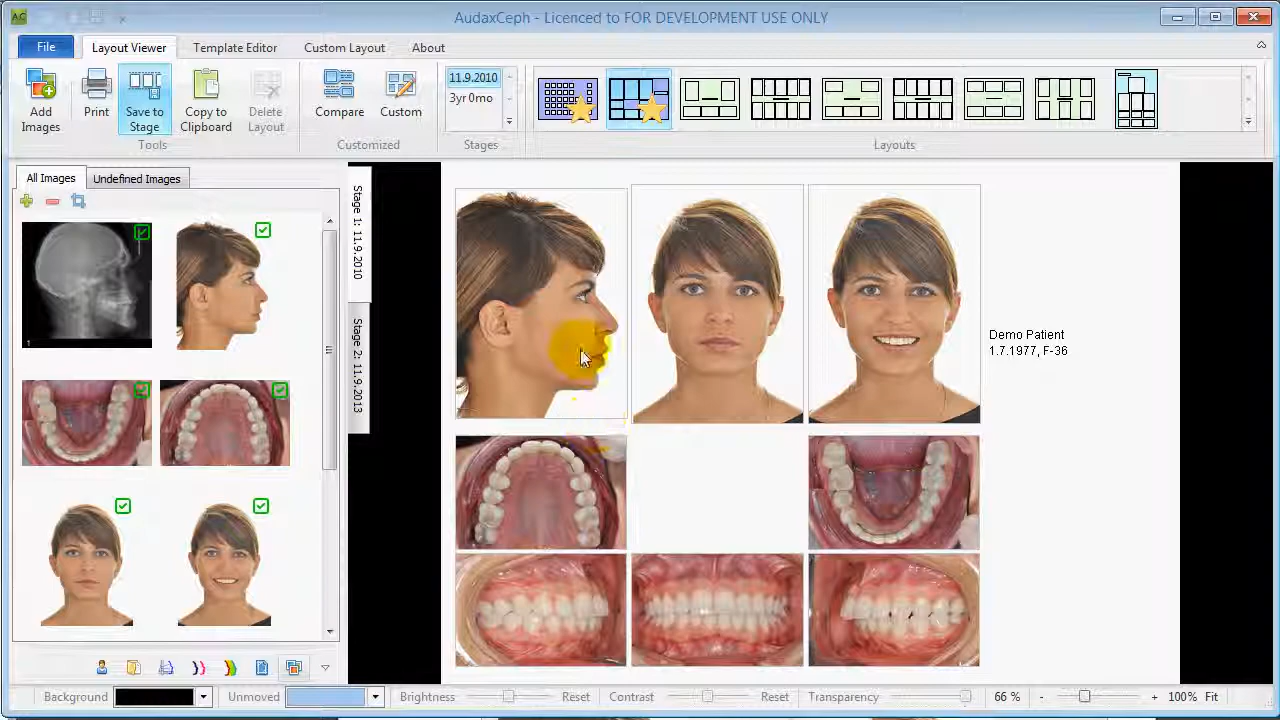 AC
AudaxCeph - Licenced to FOR DEVELOPMENT USE ONLY
File
Layout Viewer
Template Editor
Custom Layout
About
Add Images
Print
Save to Stage
Copy to Clipboard
Delete Layout
Tools
Compare
Custom
Customized
11.9.2010
3yr 0mo
Stages
Layouts
All Images
Undefined Images
Stage 1: 11.9.2010
Stage 2: 11.9.2013
Demo Patient
1.7.1977, F-36
Background
Unmoved
Brightness
Reset
Contrast
Reset
Transparency
66 %
-
+
100%
Fit